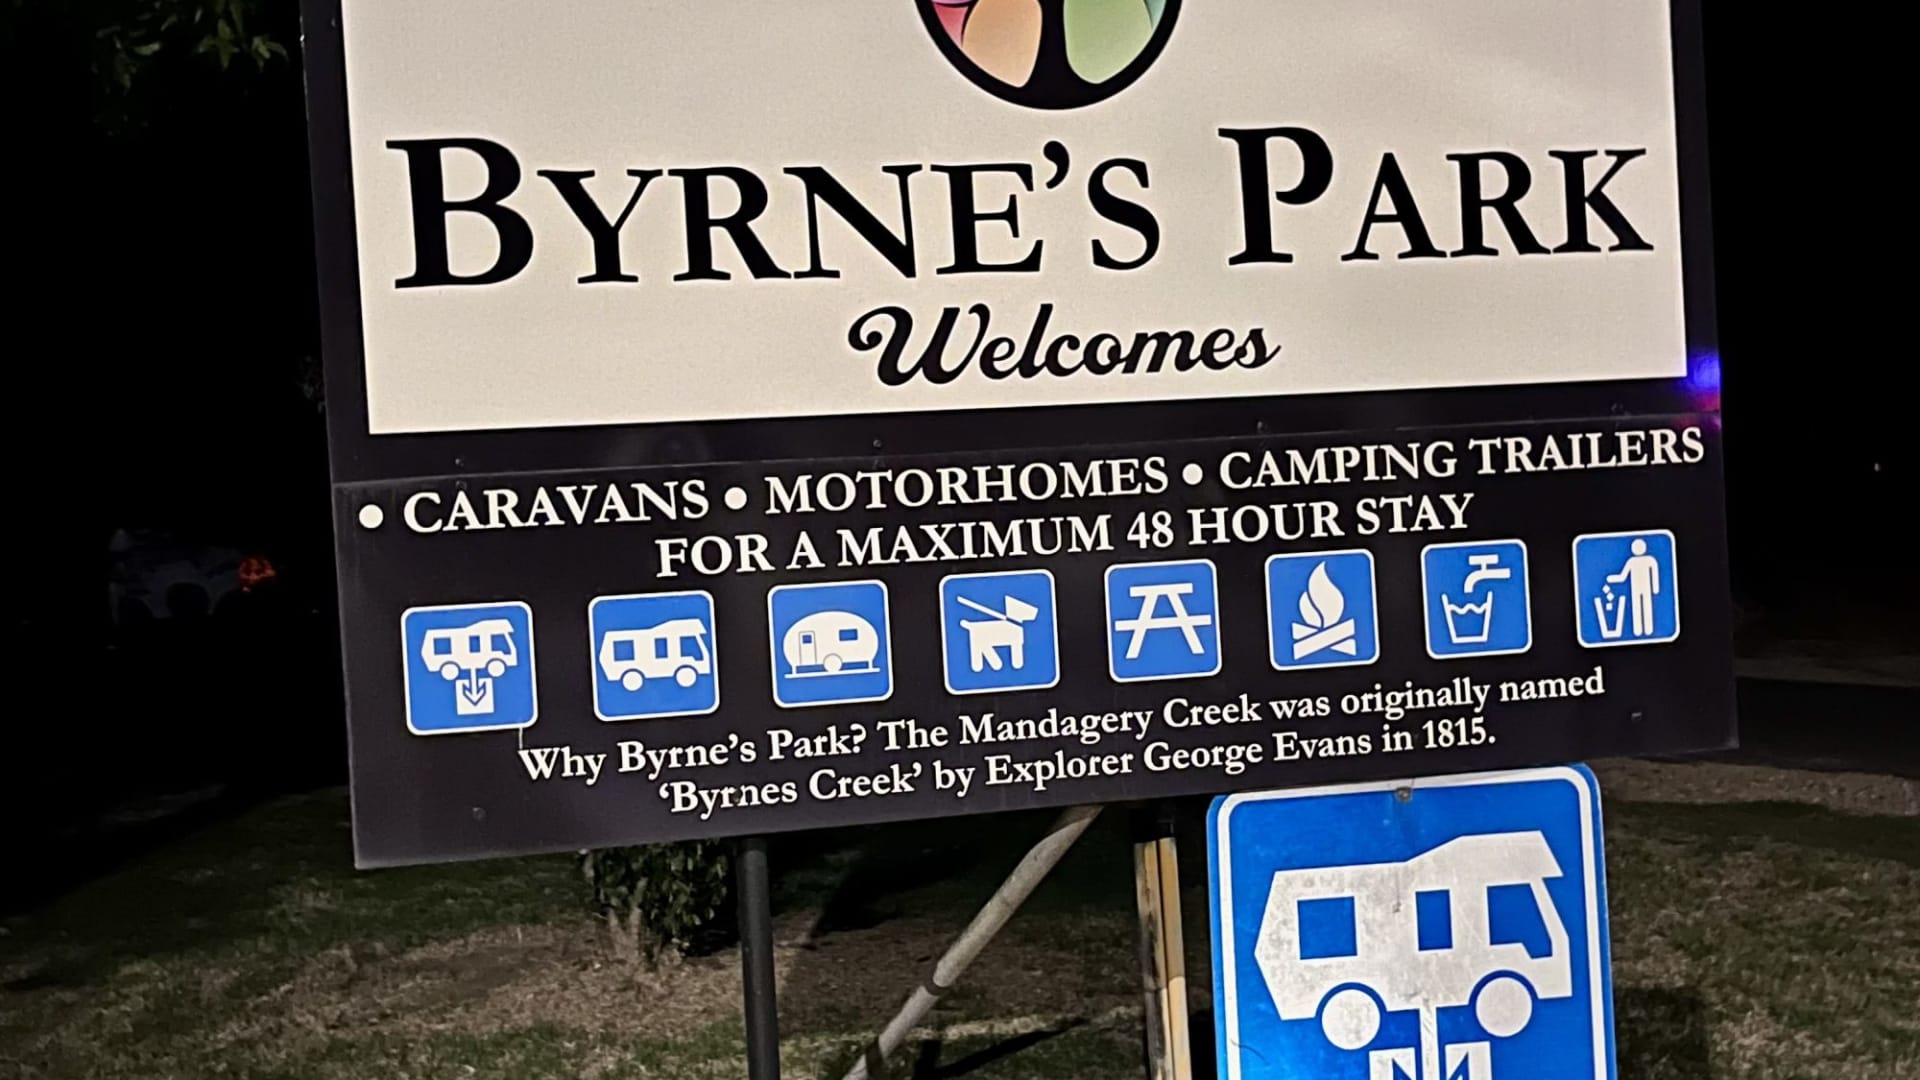 BYRNE'S PARK
Welcomes
• CARAVANS • MOTORHOMES • CAMPING TRAILERS
FOR A MAXIMUM 48 HOUR STAY
Why Byrne's Park? The Mandagery Creek was originally named
'Byrnes Creek' by Explorer George Evans in 1815.